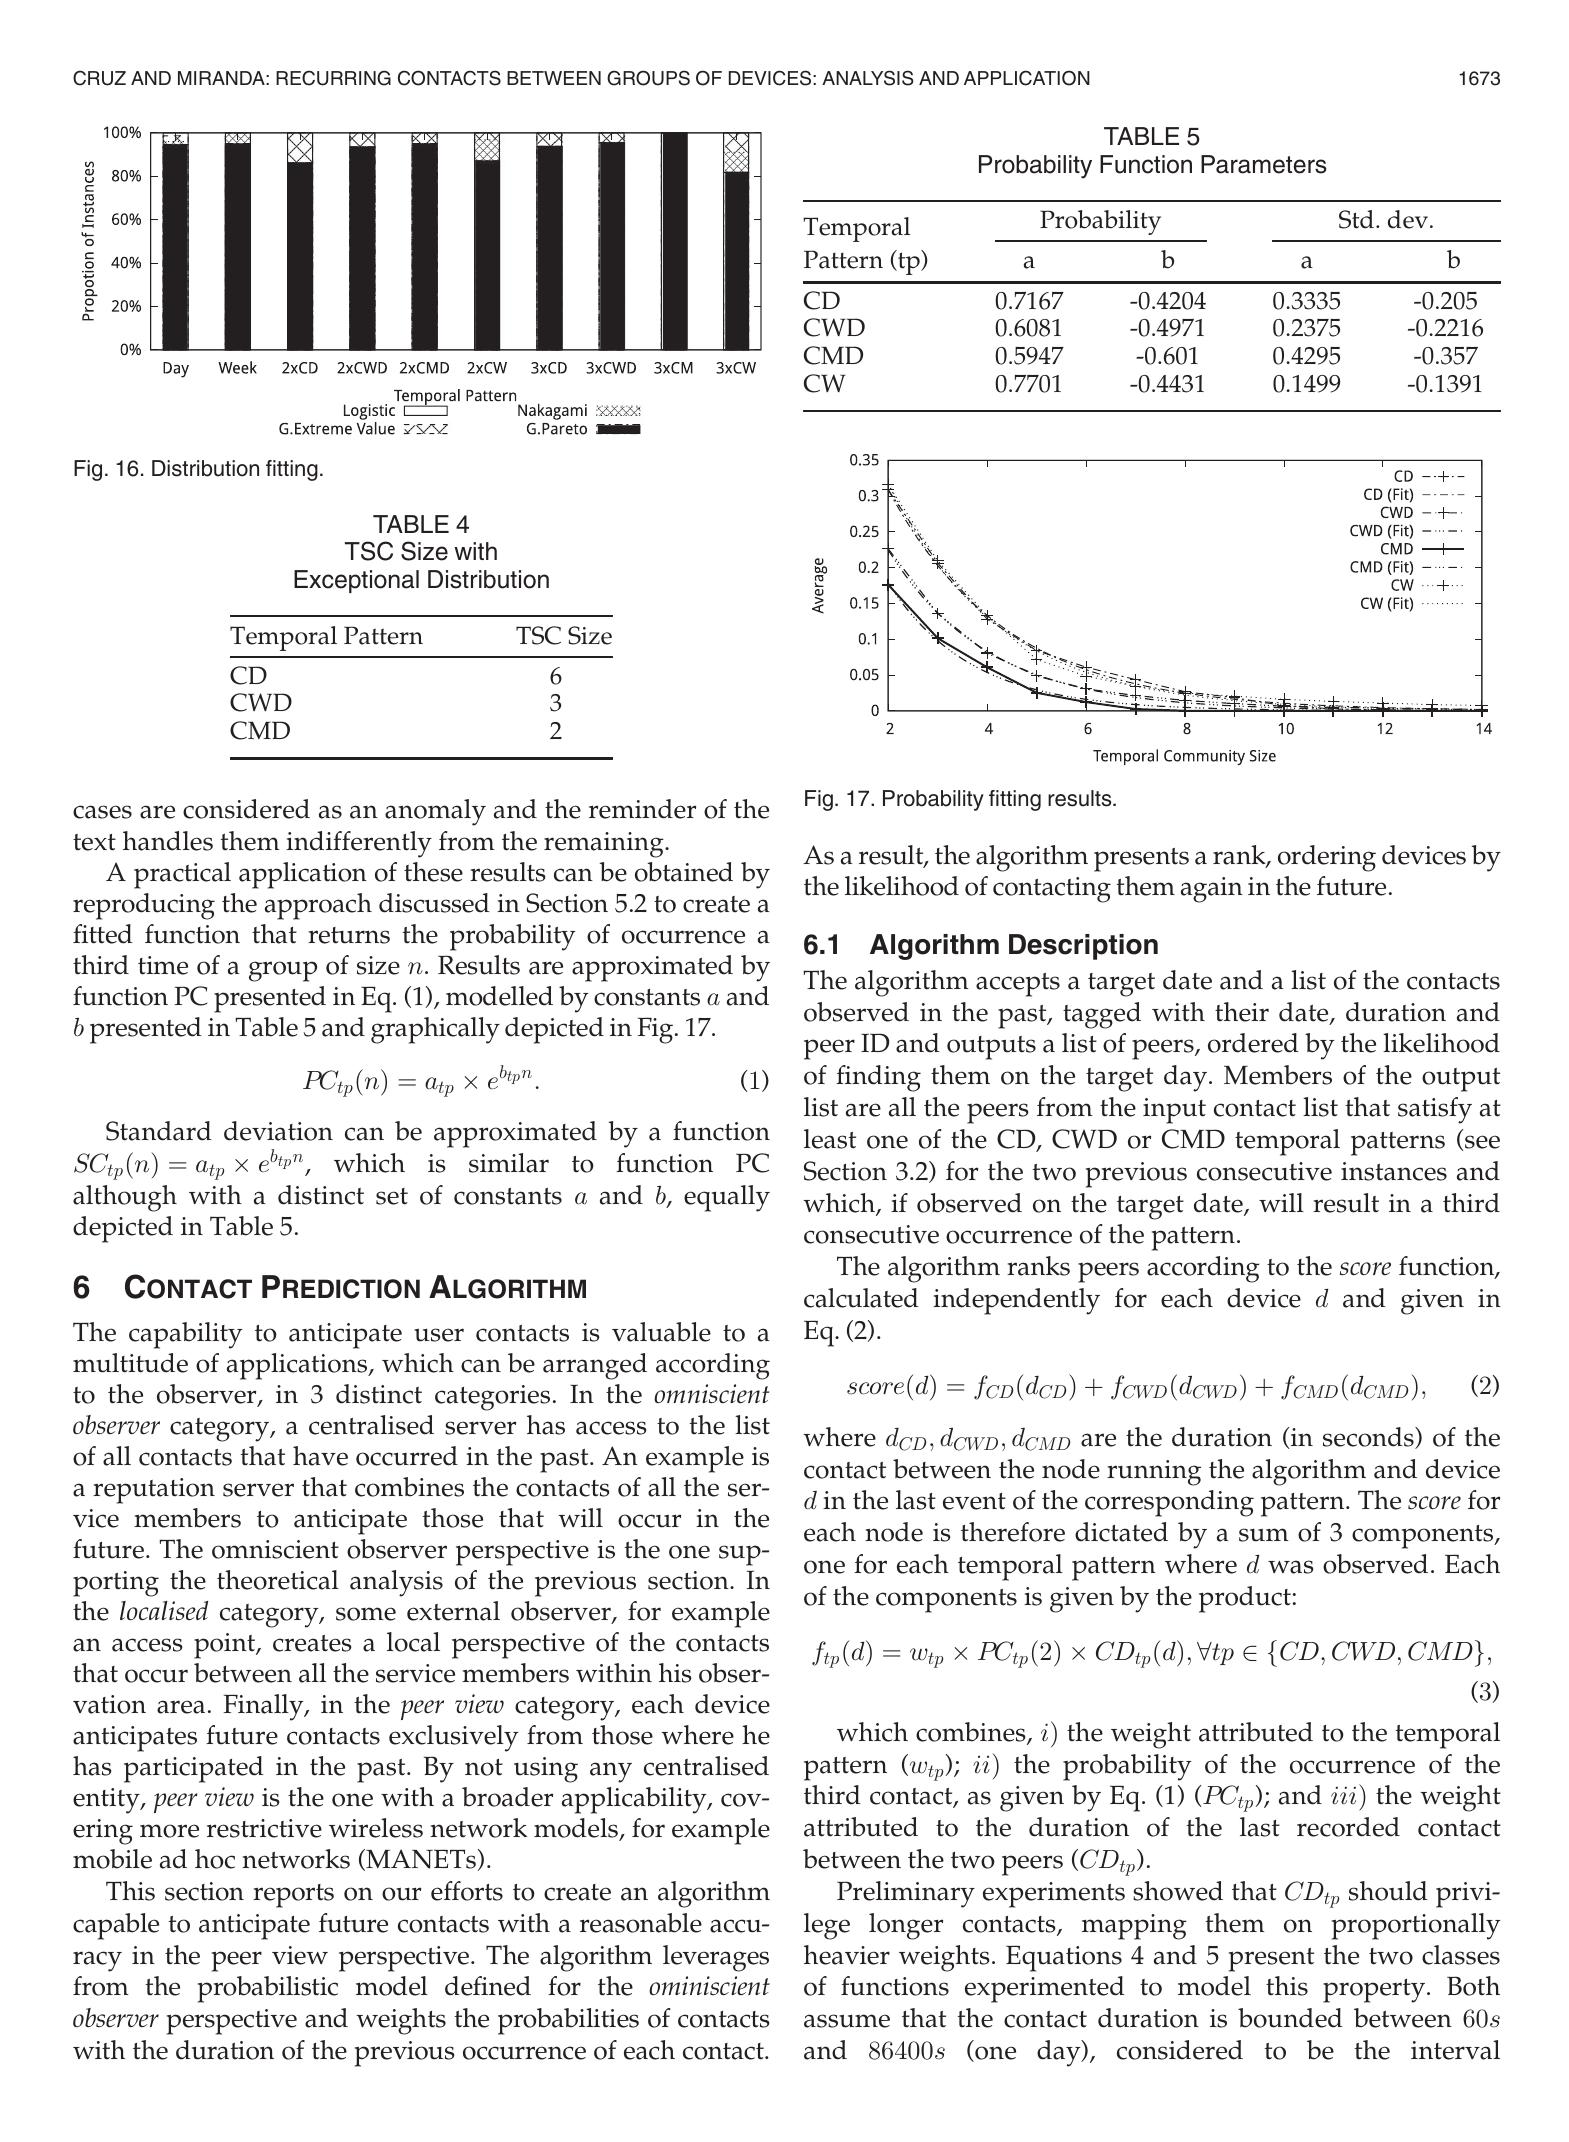 CRUZ AND MIRANDA: RECURRING CONTACTS BETWEEN GROUPS OF DEVICES: ANALYSIS AND APPLICATION 1673
100%
80%
60%
40%
20%
0%
Propotion of Instances
Day Week 2xCD 2xCWD 2xCMD 2xCW 3xCD 3xCWD 3xCM 3xCW
Temporal Pattern
Logistic Nakagami
G.Extreme Value G.Pareto
Fig. 16. Distribution fitting.
TABLE 4
TSC Size with
Exceptional Distribution
Temporal Pattern TSC Size
CD 6
CWD 3
CMD 2
cases are considered as an anomaly and the reminder of the
text handles them indifferently from the remaining.
A practical application of these results can be obtained by
reproducing the approach discussed in Section 5.2 to create a
fitted function that returns the probability of occurrence a
third time of a group of size n. Results are approximated by
function PC presented in Eq. (1), modelled by constants a and
b presented in Table 5 and graphically depicted in Fig. 17.
PC_{tp}(n) = a_{tp} × e^{b_{tp}n}. (1)
Standard deviation can be approximated by a function
SC_{tp}(n) = a_{tp} × e^{b_{tp}n}, which is similar to function PC
although with a distinct set of constants a and b, equally
depicted in Table 5.
6 CONTACT PREDICTION ALGORITHM
The capability to anticipate user contacts is valuable to a
multitude of applications, which can be arranged according
to the observer, in 3 distinct categories. In the omniscient
observer category, a centralised server has access to the list
of all contacts that have occurred in the past. An example is
a reputation server that combines the contacts of all the ser-
vice members to anticipate those that will occur in the
future. The omniscient observer perspective is the one sup-
porting the theoretical analysis of the previous section. In
the localised category, some external observer, for example
an access point, creates a local perspective of the contacts
that occur between all the service members within his obser-
vation area. Finally, in the peer view category, each device
anticipates future contacts exclusively from those where he
has participated in the past. By not using any centralised
entity, peer view is the one with a broader applicability, cov-
ering more restrictive wireless network models, for example
mobile ad hoc networks (MANETs).
This section reports on our efforts to create an algorithm
capable to anticipate future contacts with a reasonable accu-
racy in the peer view perspective. The algorithm leverages
from the probabilistic model defined for the ominiscient
observer perspective and weights the probabilities of contacts
with the duration of the previous occurrence of each contact.
TABLE 5
Probability Function Parameters
Temporal Probability Std. dev.
Pattern (tp) a b a b
CD 0.7167 -0.4204 0.3335 -0.205
CWD 0.6081 -0.4971 0.2375 -0.2216
CMD 0.5947 -0.601 0.4295 -0.357
CW 0.7701 -0.4431 0.1499 -0.1391
0.35
0.3
0.25
0.2
0.15
0.1
0.05
0
Average
CD
CD (Fit)
CWD
CWD (Fit)
CMD
CMD (Fit)
CW
CW (Fit)
2 4 6 8 10 12 14
Temporal Community Size
Fig. 17. Probability fitting results.
As a result, the algorithm presents a rank, ordering devices by
the likelihood of contacting them again in the future.
6.1 Algorithm Description
The algorithm accepts a target date and a list of the contacts
observed in the past, tagged with their date, duration and
peer ID and outputs a list of peers, ordered by the likelihood
of finding them on the target day. Members of the output
list are all the peers from the input contact list that satisfy at
least one of the CD, CWD or CMD temporal patterns (see
Section 3.2) for the two previous consecutive instances and
which, if observed on the target date, will result in a third
consecutive occurrence of the pattern.
The algorithm ranks peers according to the score function,
calculated independently for each device d and given in
Eq. (2).
score(d) = f_{CD}(d_{CD}) + f_{CWD}(d_{CWD}) + f_{CMD}(d_{CMD}), (2)
where d_{CD}, d_{CWD}, d_{CMD} are the duration (in seconds) of the
contact between the node running the algorithm and device
d in the last event of the corresponding pattern. The score for
each node is therefore dictated by a sum of 3 components,
one for each temporal pattern where d was observed. Each
of the components is given by the product:
f_{tp}(d) = w_{tp} × PC_{tp}(2) × CD_{tp}(d), ∀tp ∈ {CD, CWD, CMD},
(3)
which combines, i) the weight attributed to the temporal
pattern (w_{tp}); ii) the probability of the occurrence of the
third contact, as given by Eq. (1) (PC_{tp}); and iii) the weight
attributed to the duration of the last recorded contact
between the two peers (CD_{tp}).
Preliminary experiments showed that CD_{tp} should privi-
lege longer contacts, mapping them on proportionally
heavier weights. Equations 4 and 5 present the two classes
of functions experimented to model this property. Both
assume that the contact duration is bounded between 60s
and 86400s (one day), considered to be the interval